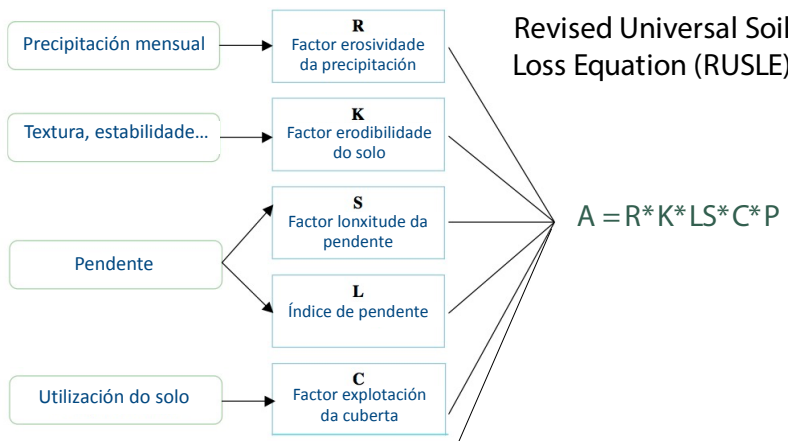 Precipitación mensual
R
Factor erosividade
da precipitación
Revised Universal Soil
Loss Equation (RUSLE)
Textura, estabilidade...
K
Factor erodibilidade
do solo
S
Factor lonxitude da
pendente
A = R*K*LS*C*P
Pendente
L
Índice de pendente
Utilización do solo
C
Factor explotación
da cuberta